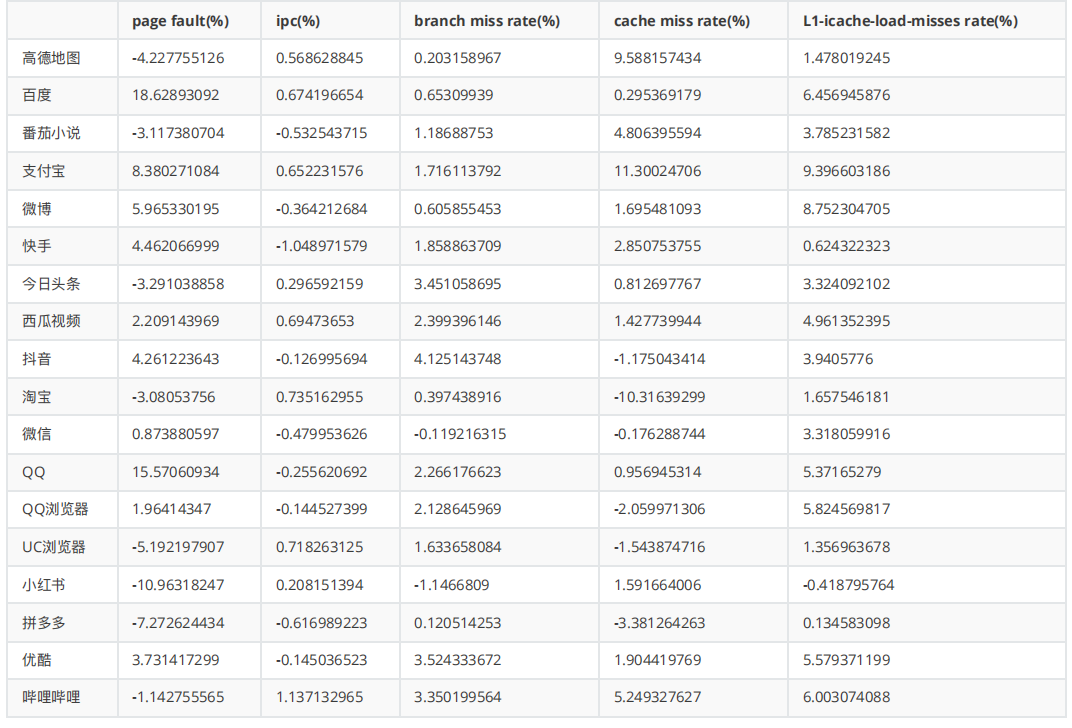 page fault(%) ipc(%) branch miss rate(%) cache miss rate(%) L1-icache-load-misses rate(%)
高德地图 -4.227755126 0.568628845 0.203158967 9.588157434 1.478019245
百度 18.62893092 0.674196654 0.65309939 0.295369179 6.456945876
番茄小说 -3.117380704 -0.532543715 1.18688753 4.806395594 3.785231582
支付宝 8.380271084 0.652231576 1.716113792 11.30024706 9.396603186
微博 5.965330195 -0.364212684 0.605855453 1.695481093 8.752304705
快手 4.462066999 -1.048971579 1.858863709 2.850753755 0.624322323
今日头条 -3.291038858 0.296592159 3.451058695 0.812697767 3.324092102
西瓜视频 2.209143969 0.69473653 2.399396146 1.427739944 4.961352395
抖音 4.261223643 -0.126995694 4.125143748 -1.175043414 3.9405776
淘宝 -3.08053756 0.735162955 0.397438916 -10.31639299 1.657546181
微信 0.873880597 -0.479953626 -0.119216315 -0.176288744 3.318059916
QQ 15.57060934 -0.255620692 2.266176623 0.956945314 5.37165279
QQ浏览器 1.96414347 -0.144527399 2.128645969 -2.059971306 5.824569817
UC浏览器 -5.192197907 0.718263125 1.633658084 -1.543874716 1.356963678
小红书 -10.96318247 0.208151394 -1.1466809 1.591664006 -0.418795764
拼多多 -7.272624434 -0.616989223 0.120514253 -3.381264263 0.134583098
优酷 3.731417299 -0.145036523 3.524333672 1.904419769 5.579371199
哔哩哔哩 -1.142755565 1.137132965 3.350199564 5.249327627 6.003074088